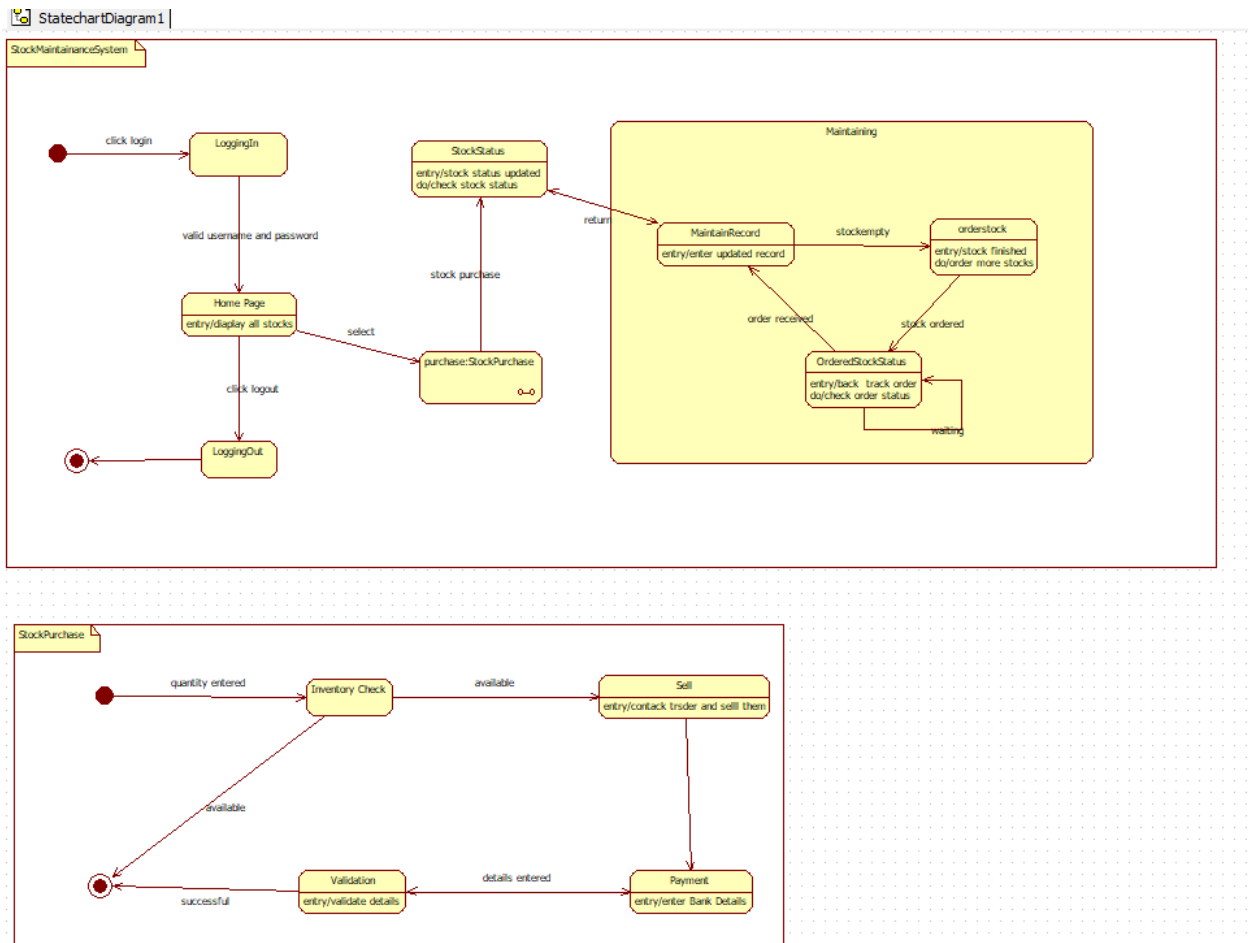 StatechartDiagram1
StockMaintainanceSystem
click login
LoggingIn
valid username and password
Home Page
entry/diaplay all stocks
select
click logout
LoggingOut
StockStatus
entry/stock status updated
do/check stock status
stock purchase
purchase:StockPurchase
return
Maintaining
MaintainRecord
entry/enter updated record
stockempty
orderstock
entry/stock finished
do/order more stocks
order received
stock ordered
OrderedStockStatus
entry/back track order
do/check order status
waiting
StockPurchase
quantity entered
Inventory Check
available
Sell
entry/contack trsder and selll them
available
Validation
entry/validate details
details entered
Payment
entry/enter Bank Details
successful